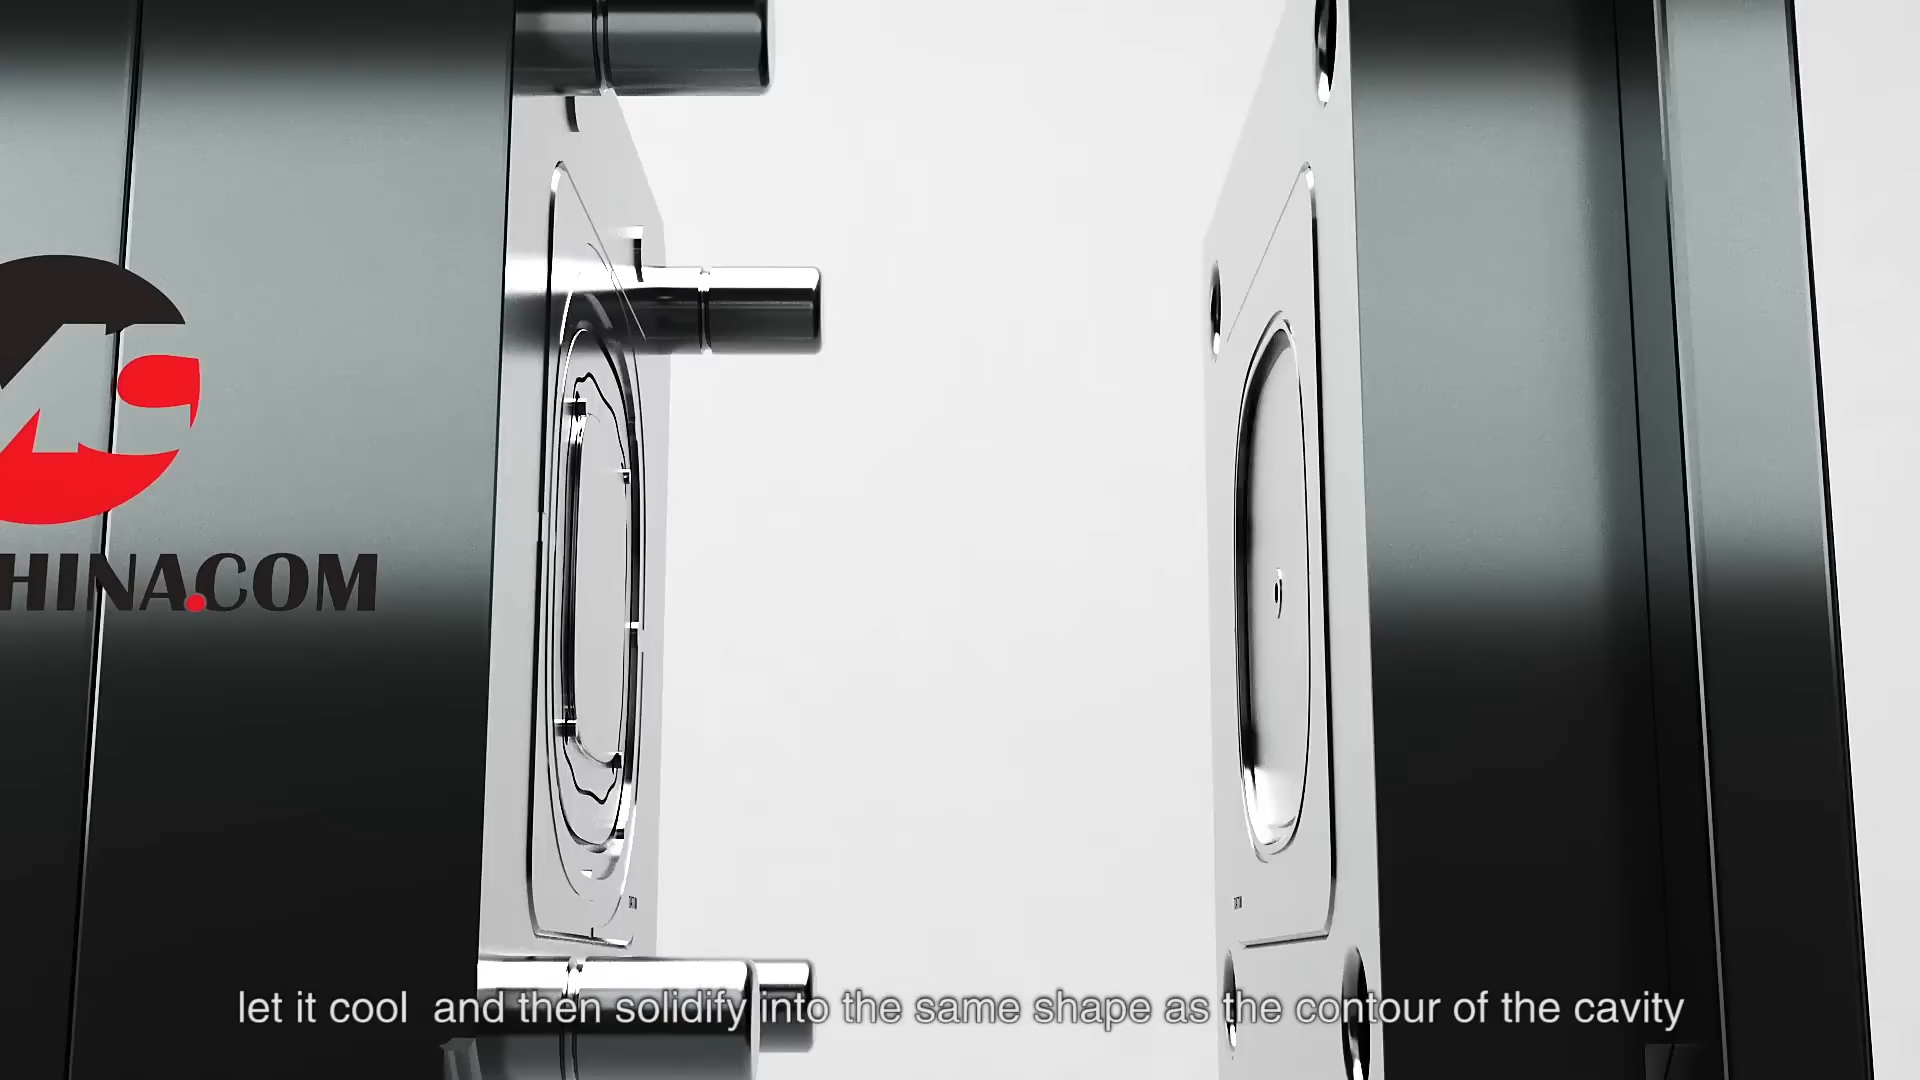 HINA.COM
let it cool and then solidify into the same shape as the contour of the cavity